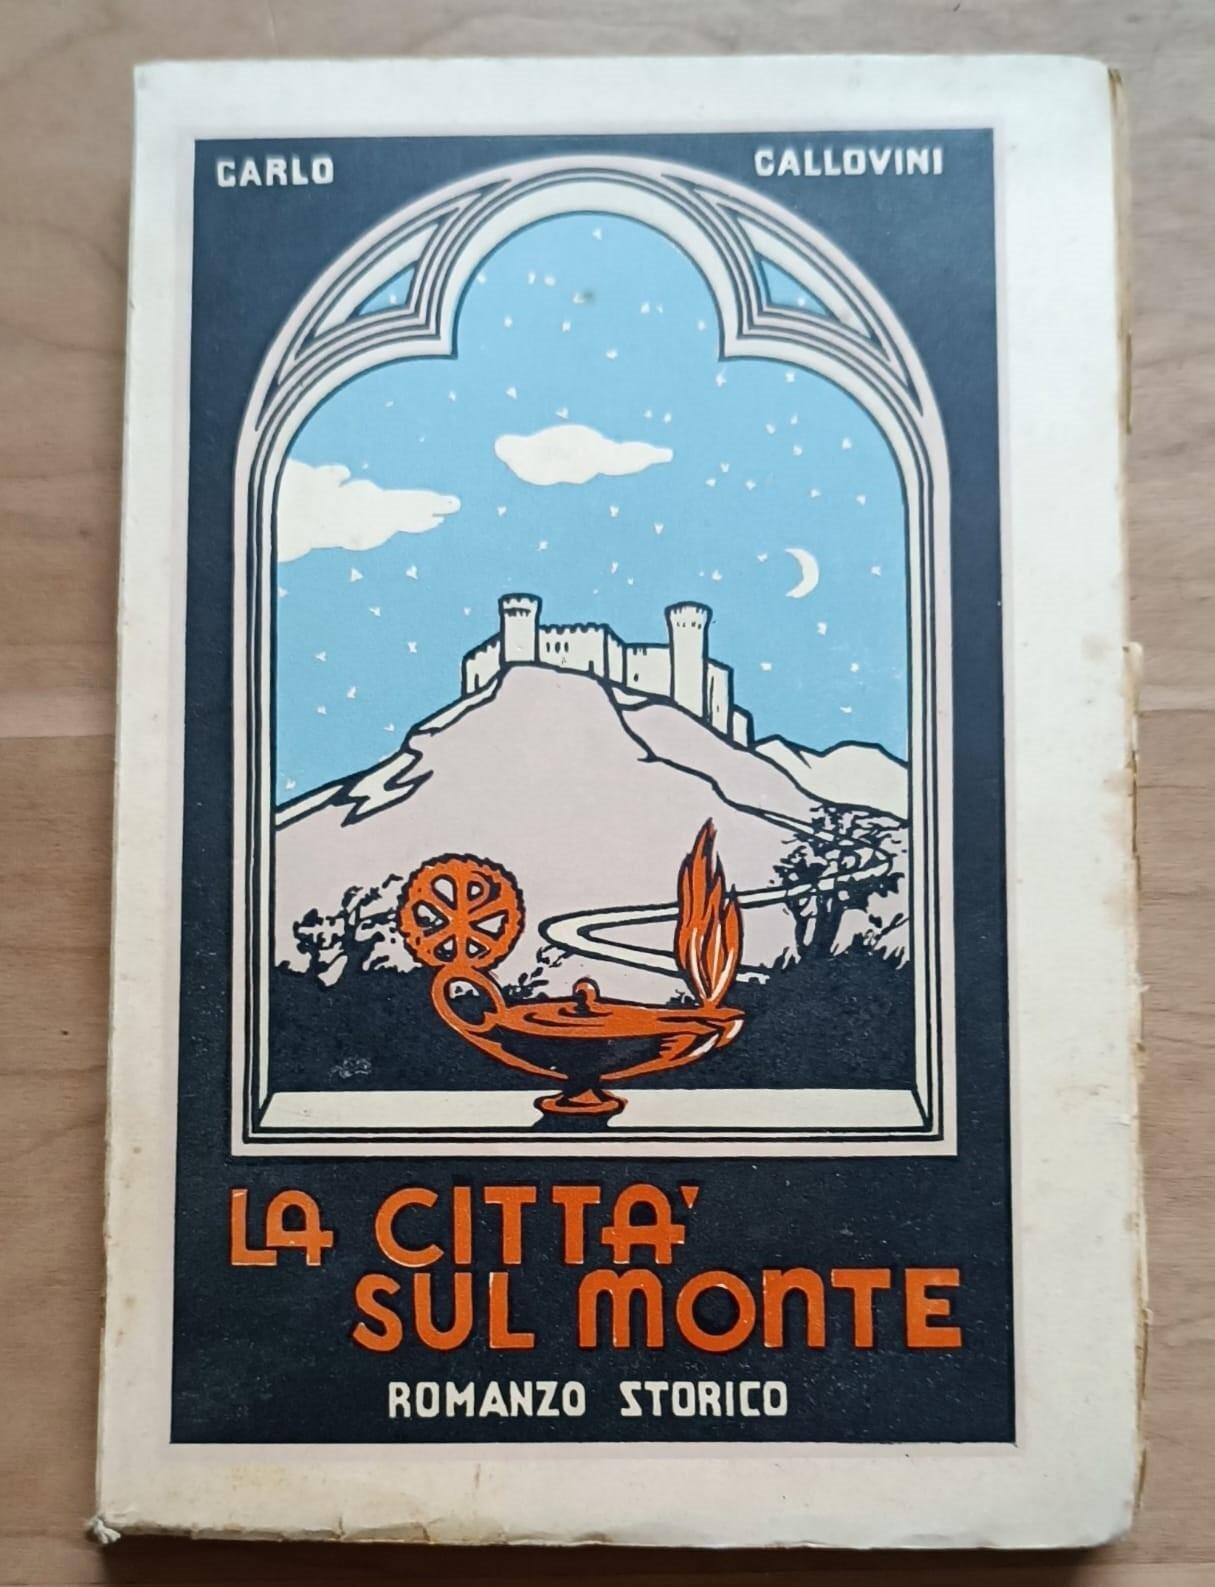 CARLO CALLOVINI
LA CITTA'
SUL MONTE
ROMANZO STORICO